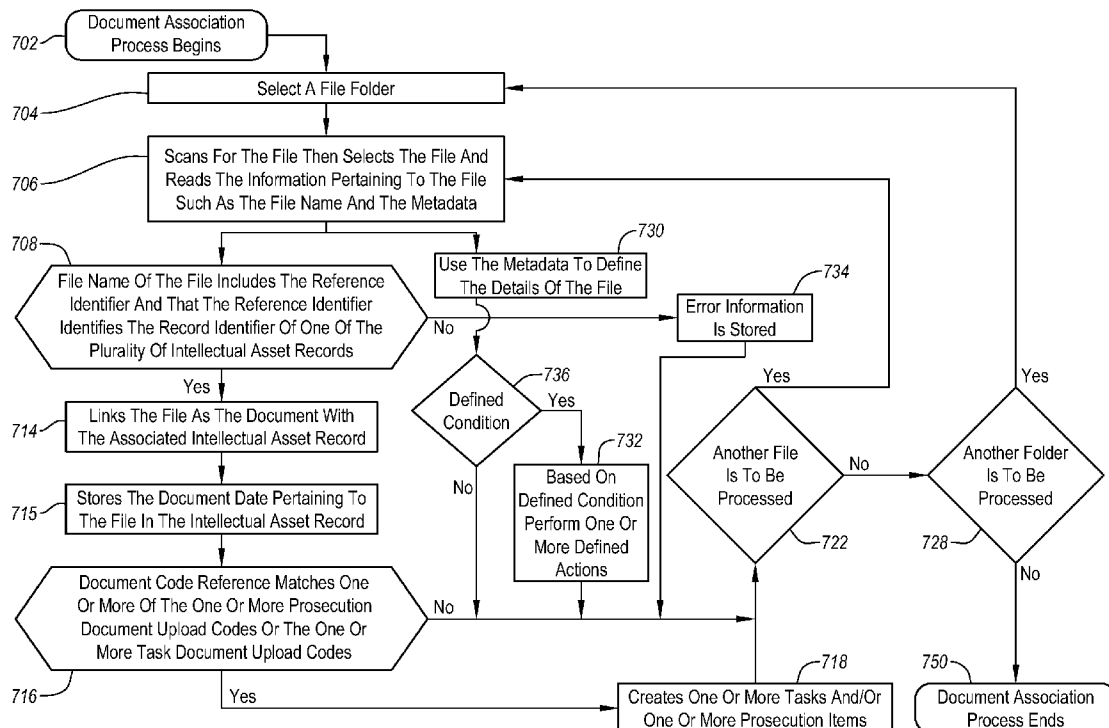 702
Document Association
Process Begins
704
Select A File Folder
706
Scans For The File Then Selects The File And
Reads The Information Pertaining To The File
Such As The File Name And The Metadata
708
File Name Of The File Includes The Reference
Identifier And That The Reference Identifier
Identifies The Record Identifier Of One Of The
Plurality Of Intellectual Asset Records
No
Yes
730
Use The Metadata To Define
The Details Of The File
734
Error Information
Is Stored
714
Links The File As The Document With
The Associated Intellectual Asset Record
736
Defined
Condition
Yes
No
732
Based On
Defined Condition
Perform One Or
More Defined
Actions
715
Stores The Document Date Pertaining To
The File In The Intellectual Asset Record
Yes
Another File
Is To Be
Processed
722
No
Yes
Another Folder
Is To Be
Processed
728
No
716
Document Code Reference Matches One
Or More Of The One Or More Prosecution
Document Upload Codes Or The One Or
More Task Document Upload Codes
No
Yes
718
Creates One Or More Tasks And/Or
One Or More Prosecution Items
750
Document Association
Process Ends